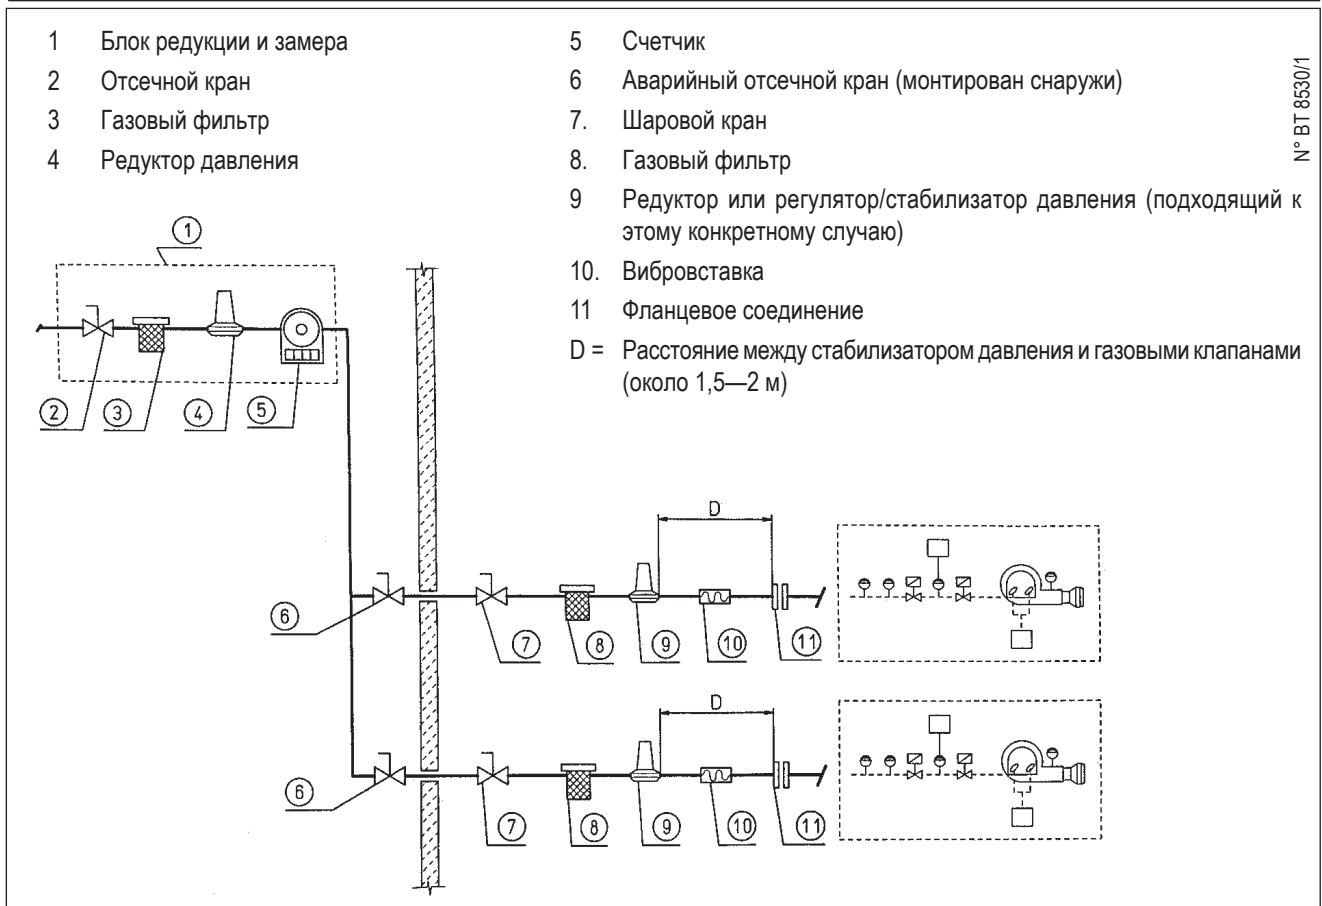 1 Блок редукции и замера
2 Отсечной кран
3 Газовый фильтр
4 Редуктор давления
5 Счетчик
6 Аварийный отсечной кран (монтирован снаружи)
7. Шаровой кран
8. Газовый фильтр
9 Редуктор или регулятор/стабилизатор давления (подходящий к
этому конкретному случаю)
10. Вибровставка
11 Фланцевое соединение
D = Расстояние между стабилизатором давления и газовыми клапанами
(около 1,5—2 м)
N° BT 8530/1
1
2 3 4 5
D
6 7 8 9 10 11
D
6 7 8 9 10 11